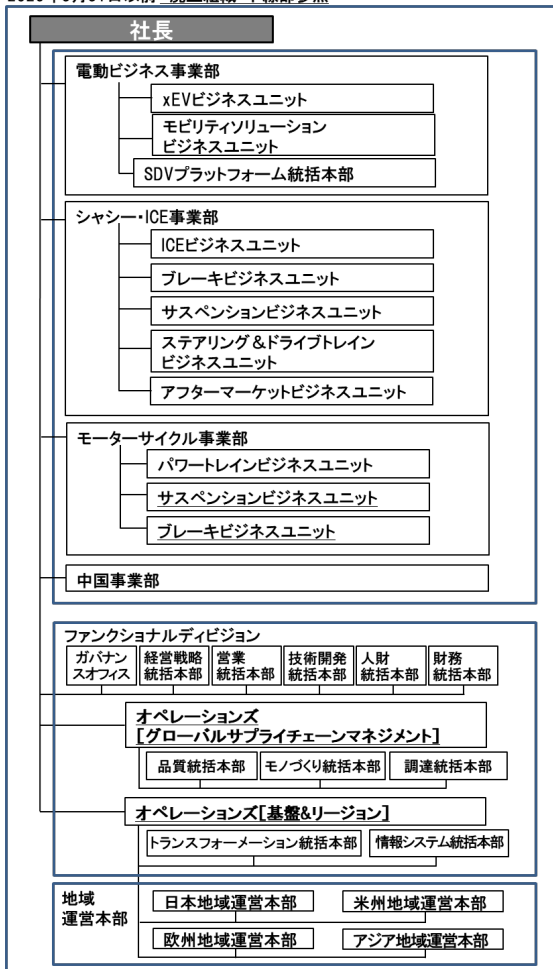 社長
電動ビジネス事業部
xEVビジネスユニット
モビリティソリューション
ビジネスユニット
SDVプラットフォーム統括本部
シャシー・ICE事業部
ICEビジネスユニット
ブレーキビジネスユニット
サスペンションビジネスユニット
ステアリング&ドライブトレイン
ビジネスユニット
アフターマーケットビジネスユニット
モーターサイクル事業部
パワートレインビジネスユニット
サスペンションビジネスユニット
ブレーキビジネスユニット
中国事業部
ファンクショナルディビジョン
ガバナン
スオフィス
経営戦略
統括本部
営業
統括本部
技術開発
統括本部
人財
統括本部
財務
統括本部
オペレーションズ
[グローバルサプライチェーンマネジメント]
品質統括本部
モノづくり統括本部
調達統括本部
オペレーションズ[基盤&リージョン]
トランスフォーメーション統括本部
情報システム統括本部
地域
運営本部
日本地域運営本部
米州地域運営本部
欧州地域運営本部
アジア地域運営本部